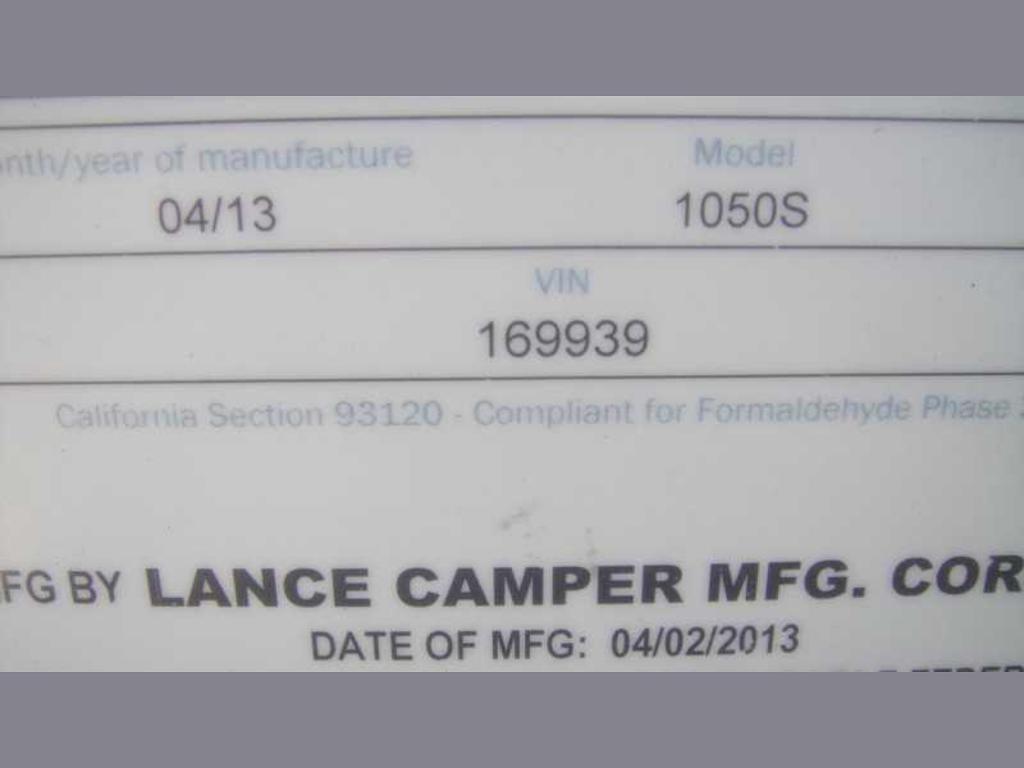 nth/year of manufacture Model
04/13 1050S
VIN
169939
California Section 93120 - Compliant for Formaldehyde Phase
FG BY LANCE CAMPER MFG. COR
DATE OF MFG: 04/02/2013